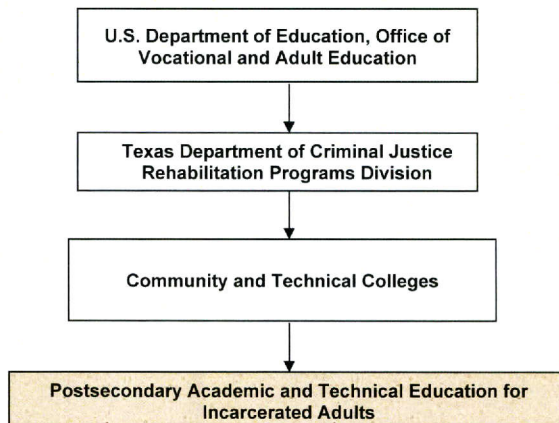 U.S. Department of Education, Office of
Vocational and Adult Education
Texas Department of Criminal Justice
Rehabilitation Programs Division
Community and Technical Colleges
Postsecondary Academic and Technical Education for
Incarcerated Adults